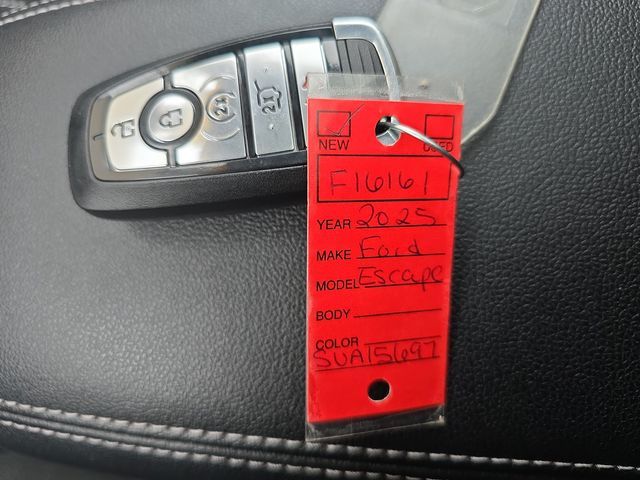 NEW USED
F16161
YEAR 2025
MAKE Ford
MODEL Escape
BODY
COLOR
SUA15697